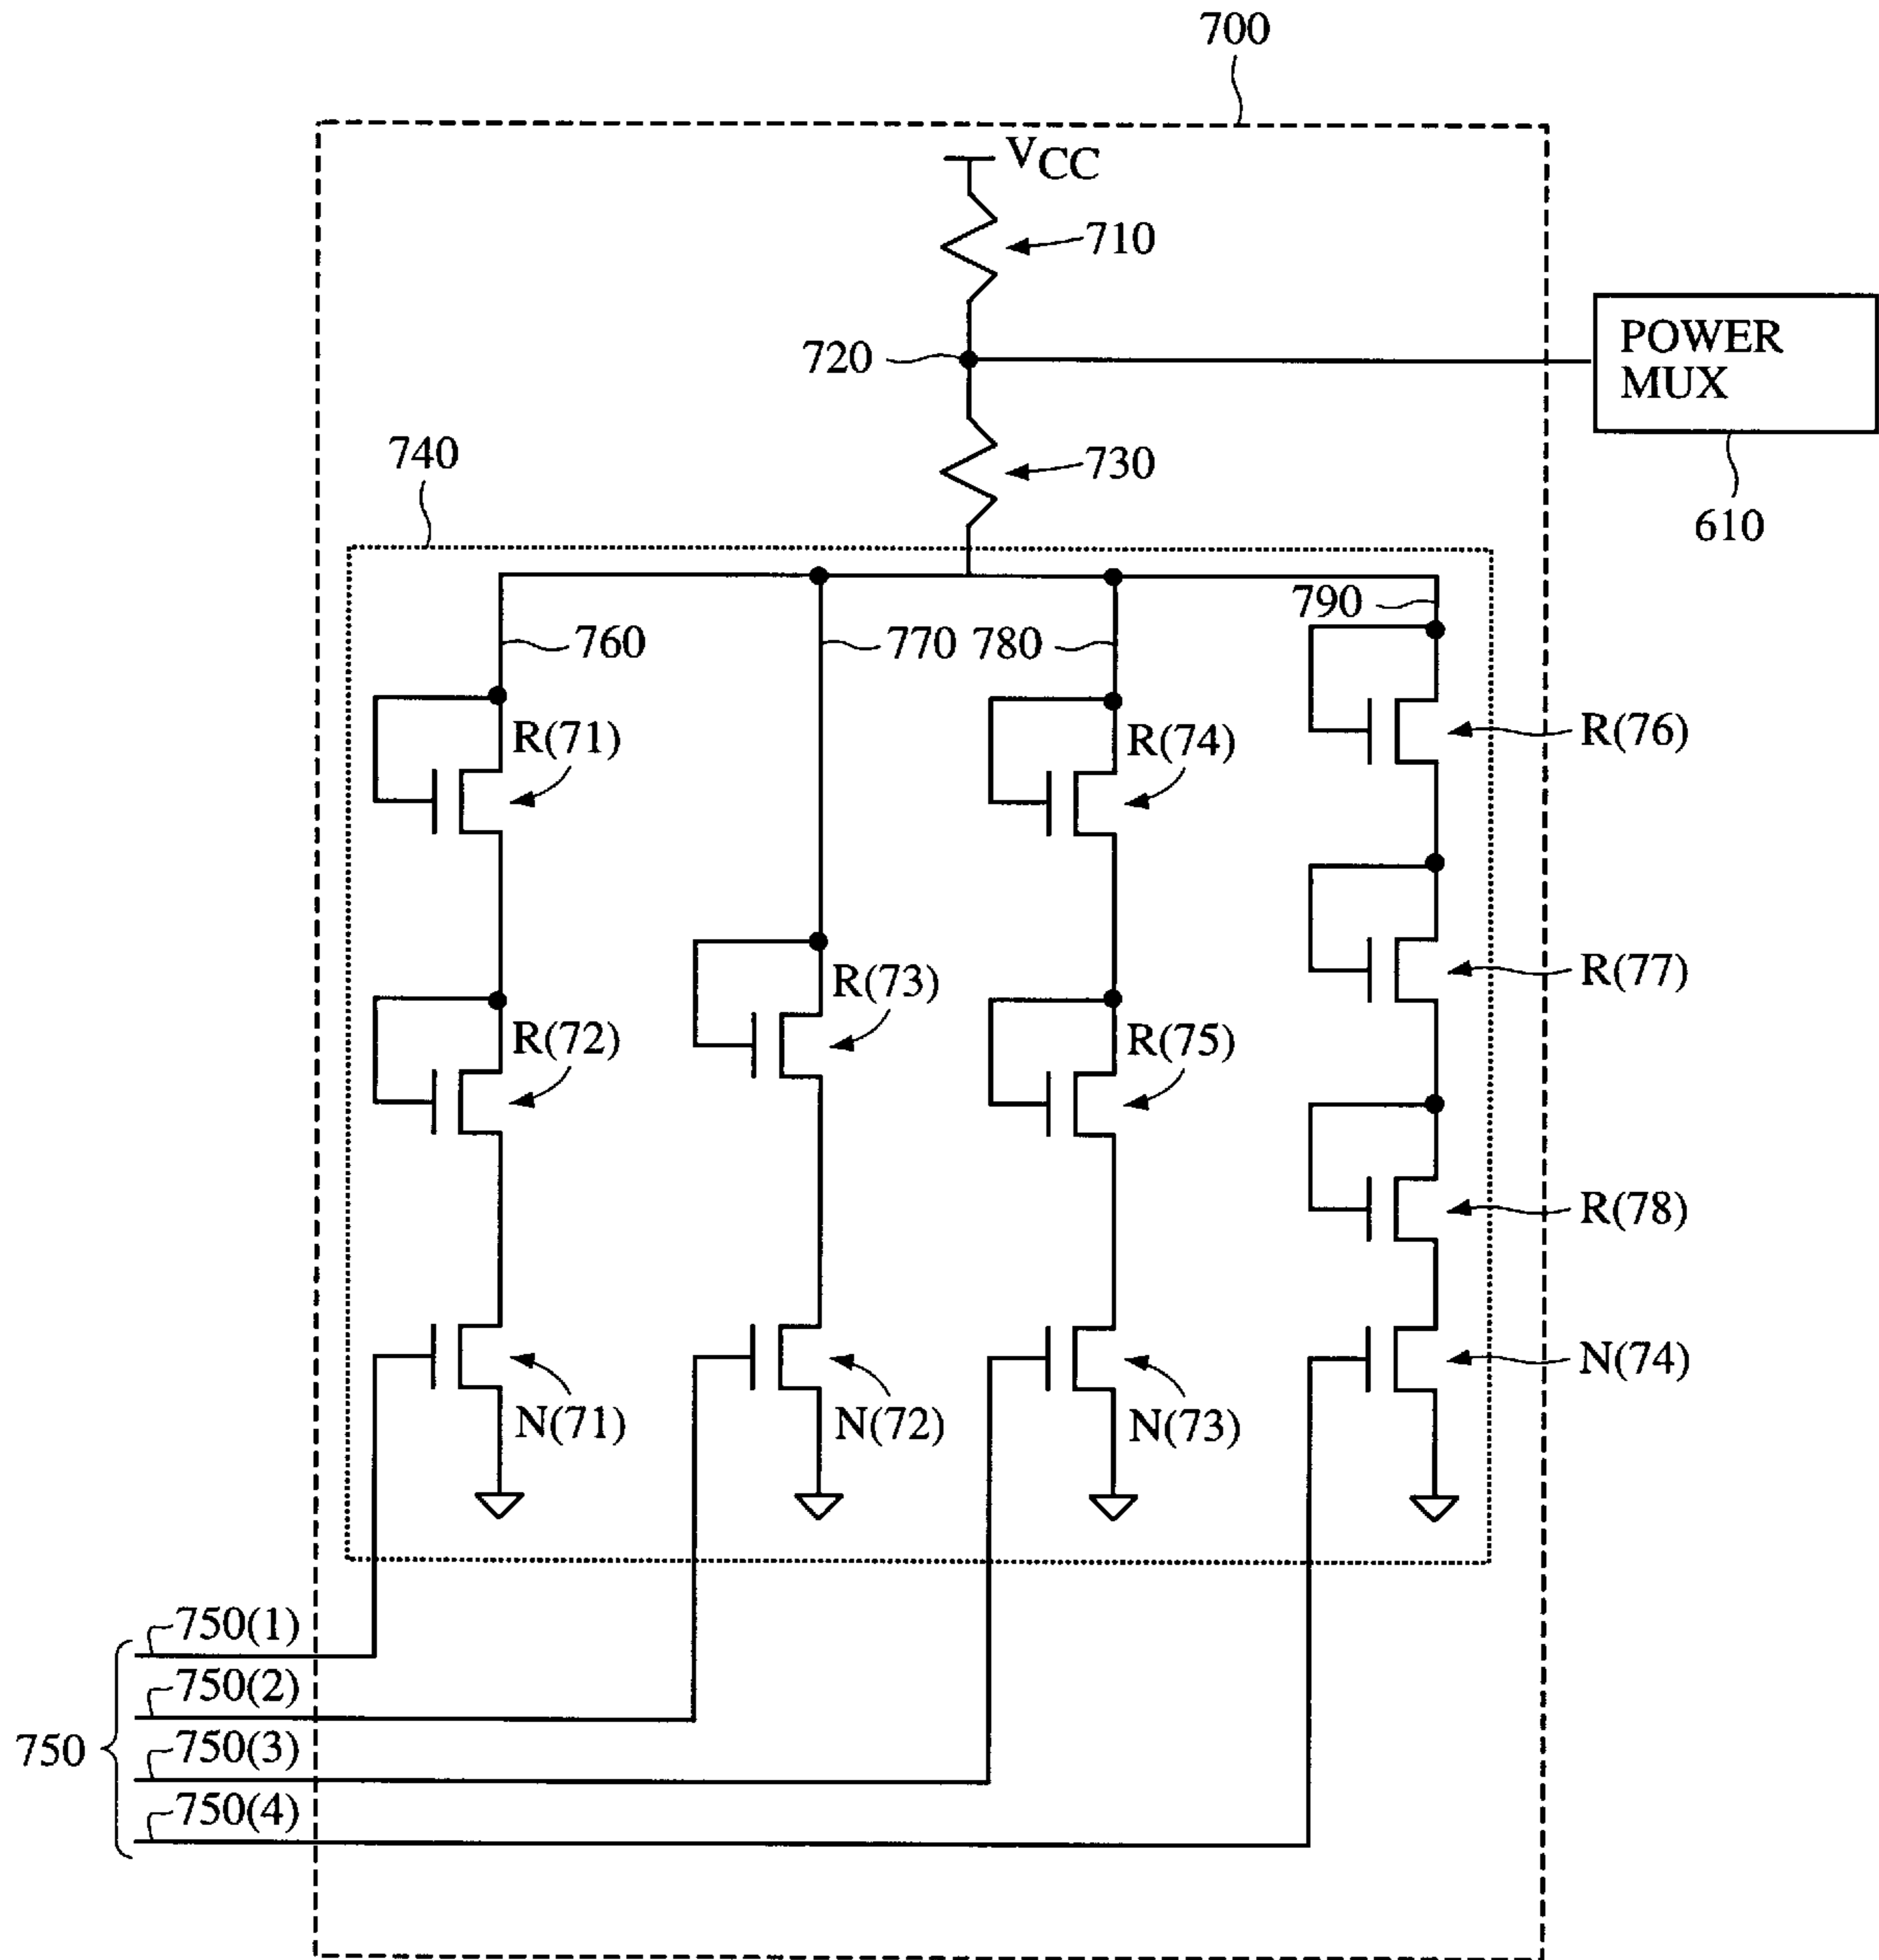 700
VCC
710
POWER
MUX
720
740
730
610
790
760
770
780
R(71)
R(74)
R(76)
R(73)
R(77)
R(72)
R(75)
R(78)
N(74)
N(71)
N(72)
N(73)
750(1)
750(2)
750
750(3)
750(4)